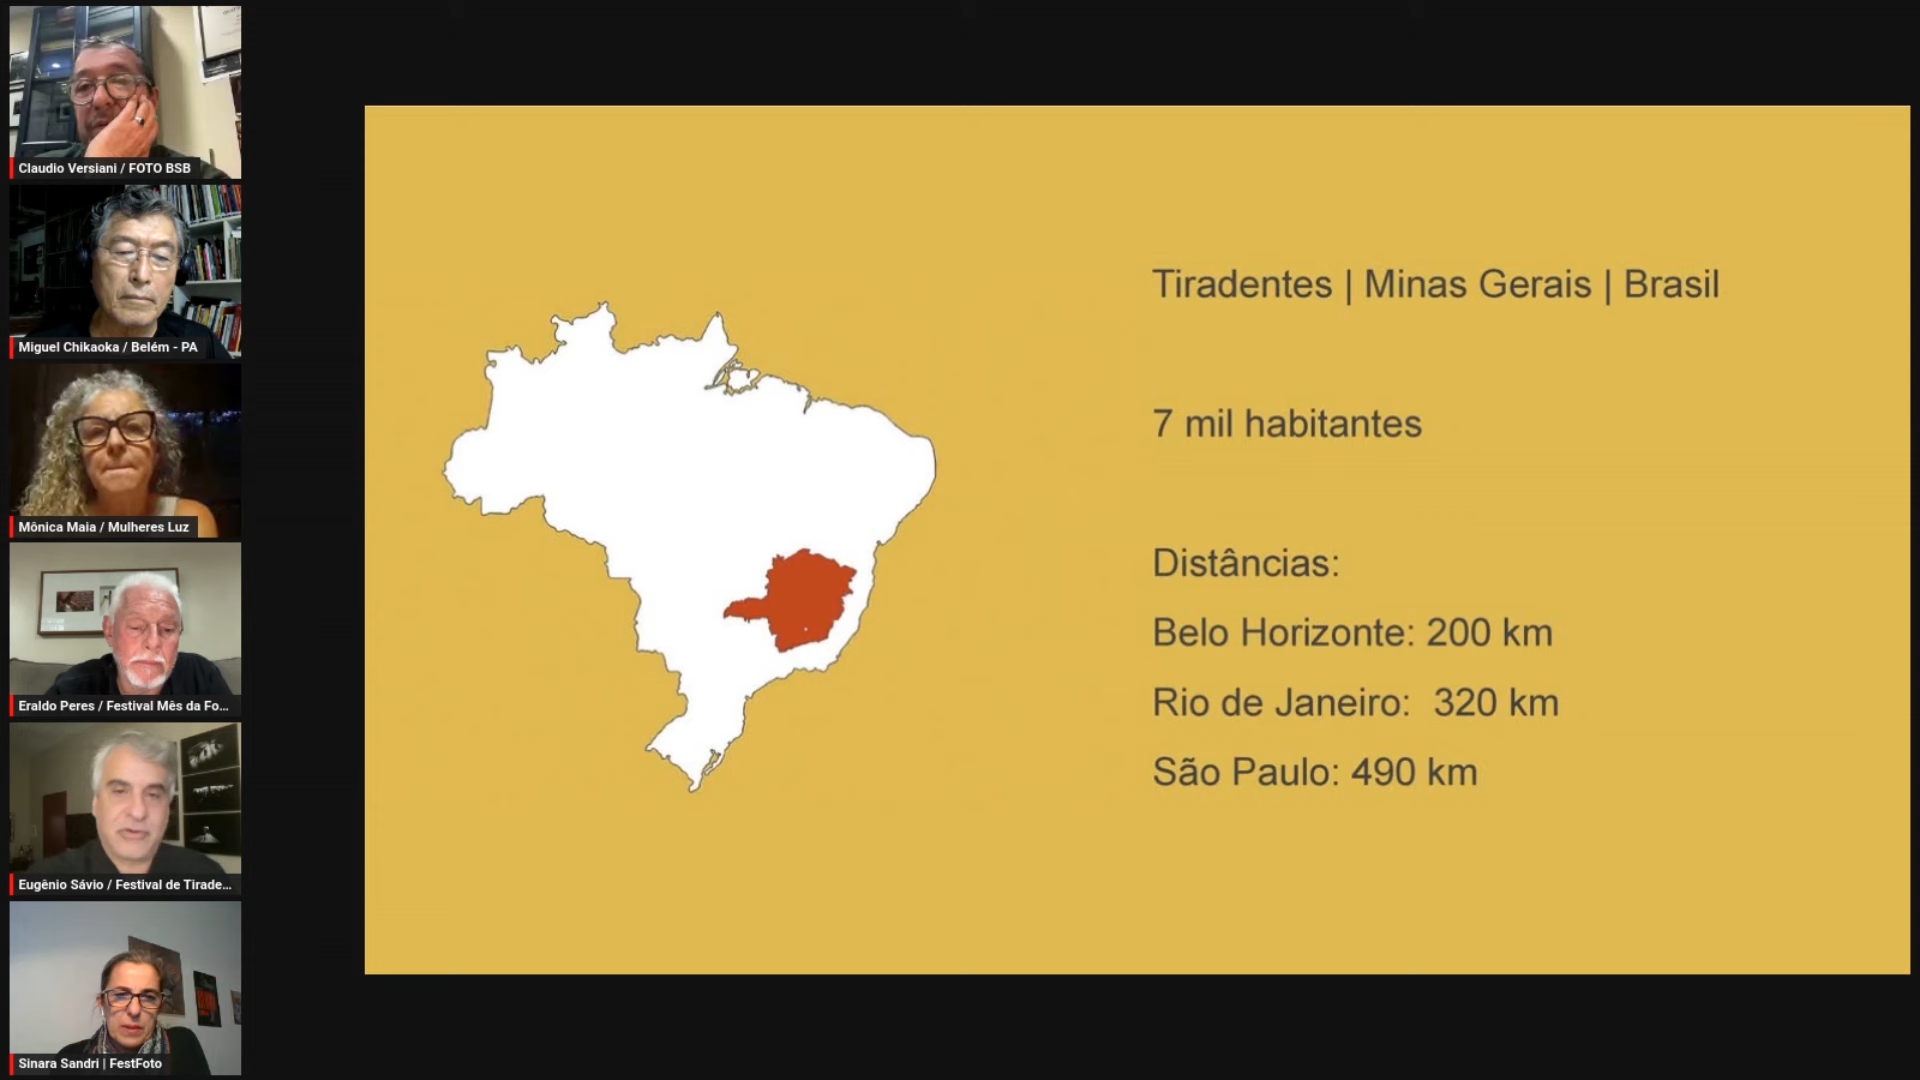 Claudio Versiani / FOTO BSB
Miguel Chikaoka / Belém - PA
Mônica Maia / Mulheres Luz
Eraldo Peres / Festival Mês da Fo...
Eugênio Sávio / Festival de Tirade...
Sinara Sandri | FestFoto
Tiradentes | Minas Gerais | Brasil
7 mil habitantes
Distâncias:
Belo Horizonte: 200 km
Rio de Janeiro: 320 km
São Paulo: 490 km